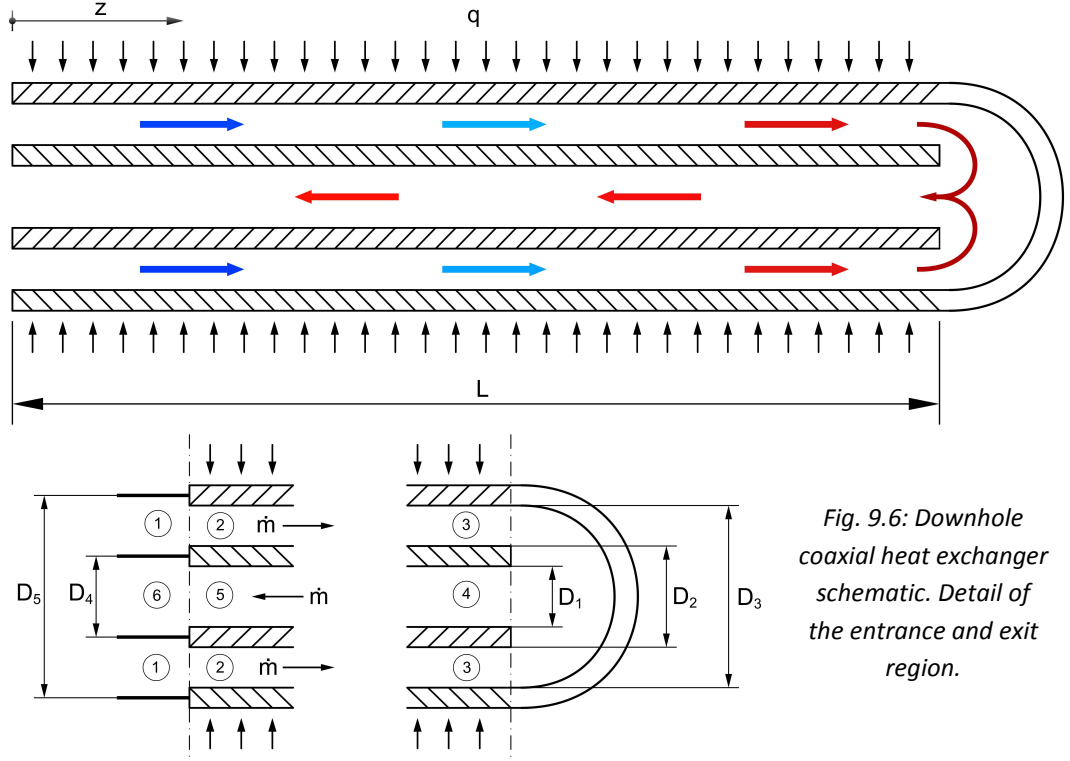 z
q
L
D₅
D₄
1
2
ṁ
6
5
ṁ
1
2
ṁ
3
4
3
D₁
D₂
D₃
Fig. 9.6: Downhole
coaxial heat exchanger
schematic. Detail of
the entrance and exit
region.